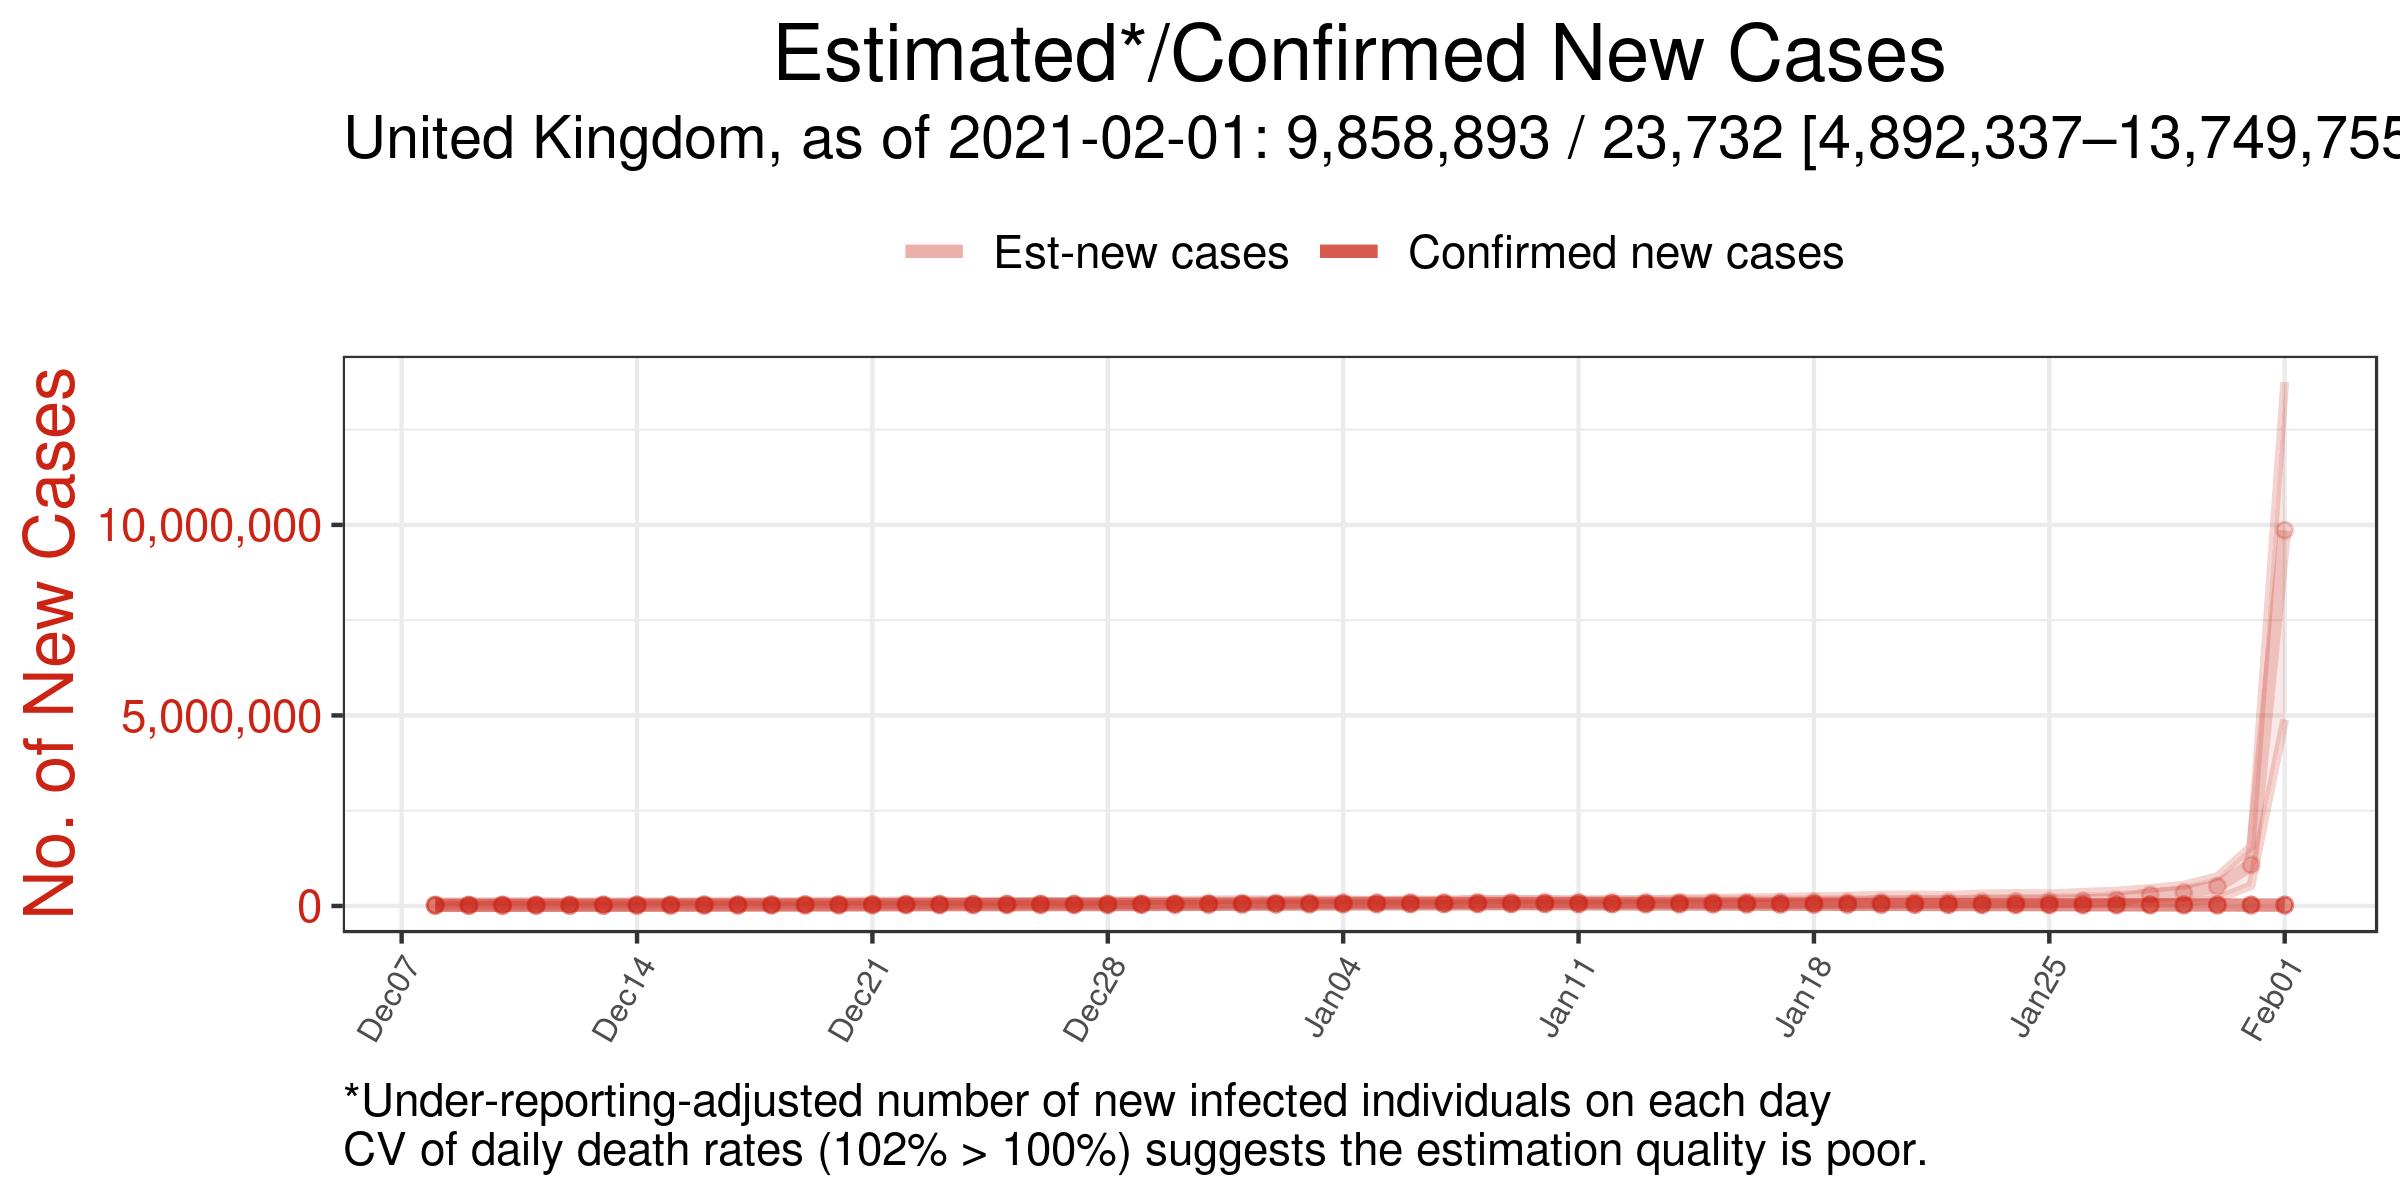 Estimated*/Confirmed New Cases
United Kingdom, as of 2021-02-01: 9,858,893 / 23,732 [4,892,337–13,749,755
Est-new cases
Confirmed new cases
No. of New Cases
10,000,000
5,000,000
0
Dec07
Dec14
Dec21
Dec28
Jan04
Jan11
Jan18
Jan25
Feb01
*Under-reporting-adjusted number of new infected individuals on each day
CV of daily death rates (102% > 100%) suggests the estimation quality is poor.